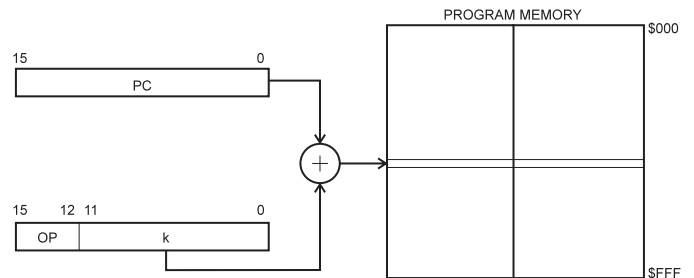 PROGRAM MEMORY
$000
15 0
PC
+
15 12 11 0
OP k
$FFF